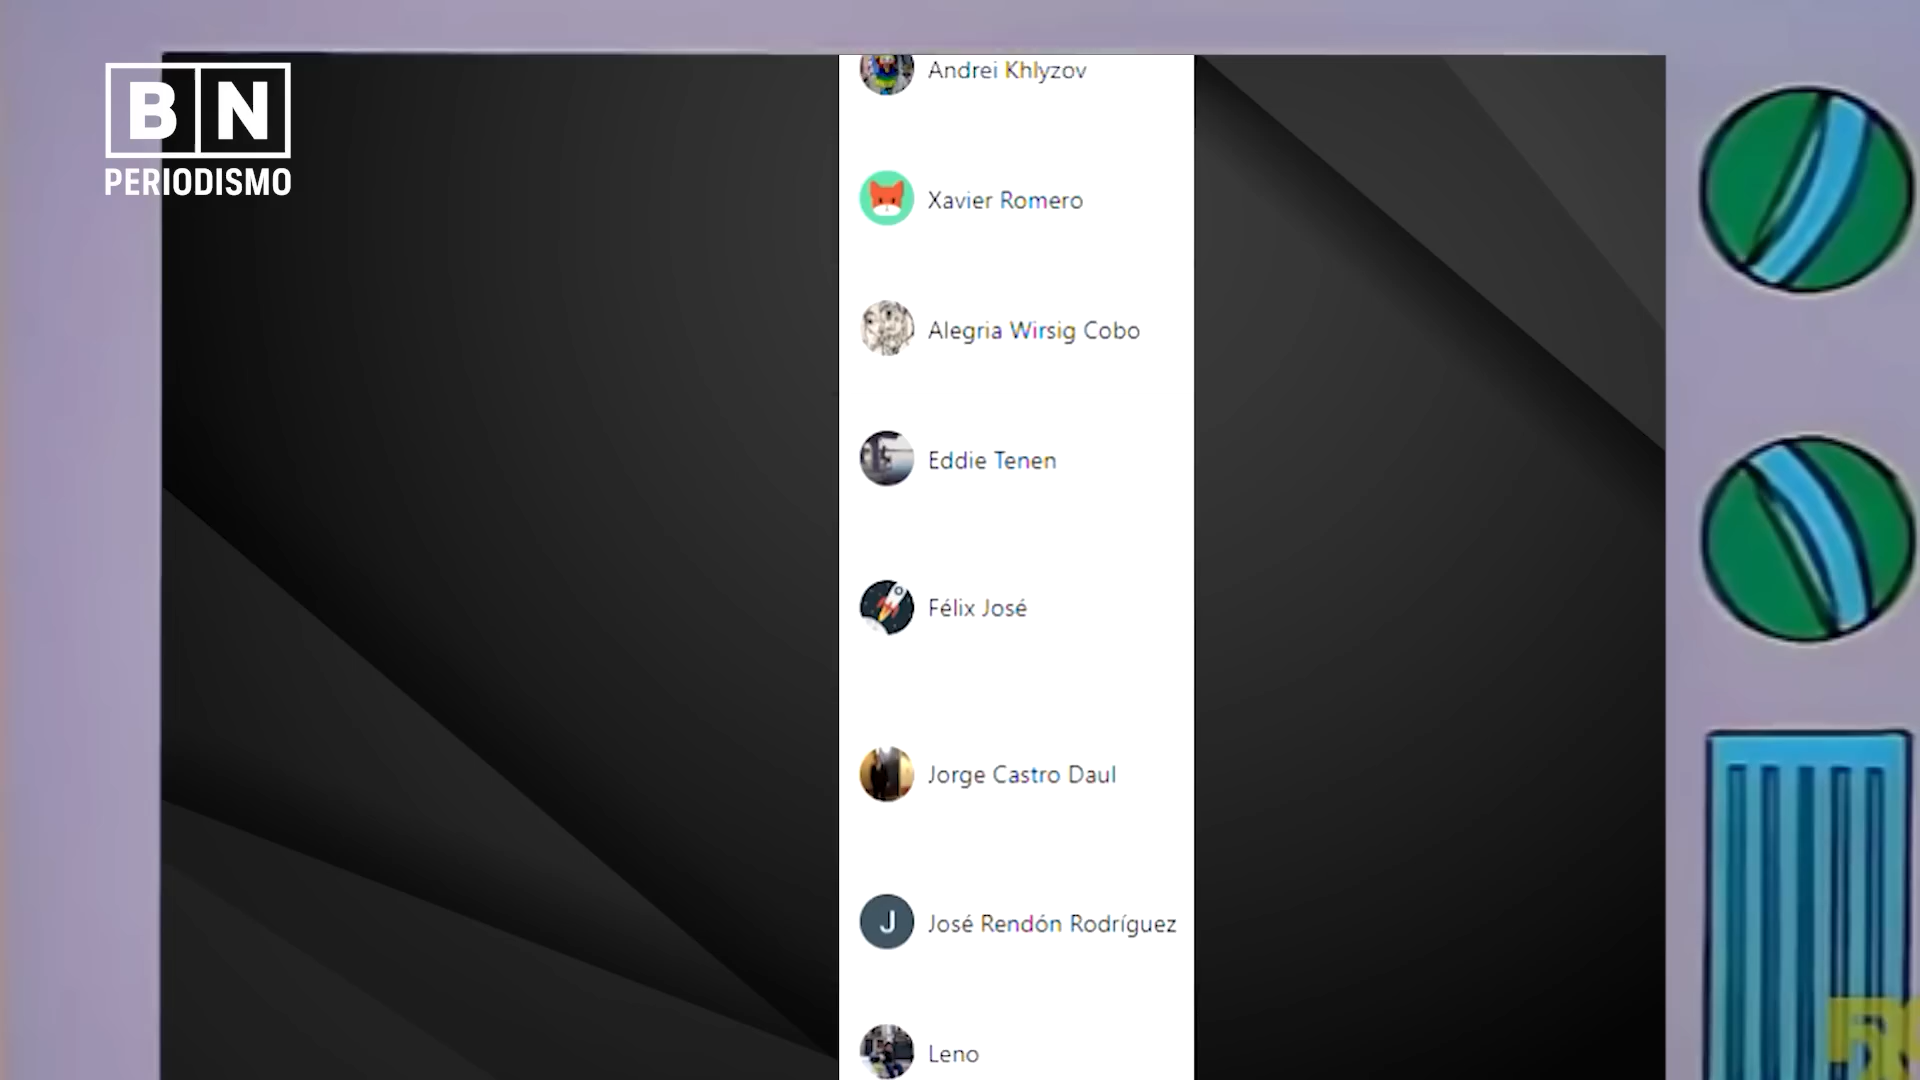 BN
PERIODISMO
Andrei Khlyzov
Xavier Romero
Alegria Wirsig Cobo
Eddie Tenen
Félix José
Jorge Castro Daul
J
José Rendón Rodríguez
Leno